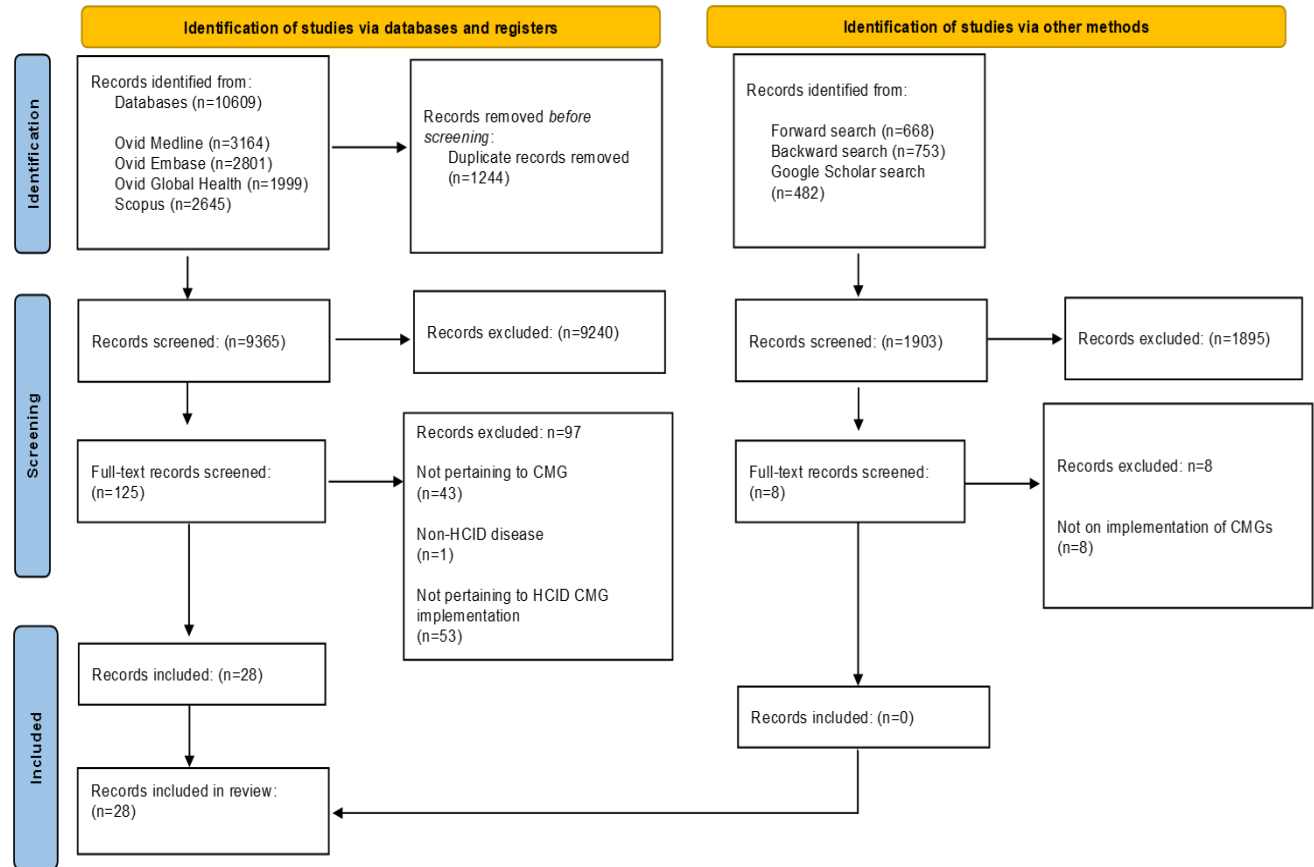 Identification of studies via databases and registers
Identification of studies via other methods
Identification
Records identified from:
Databases (n=10609)
Ovid Medline (n=3164)
Ovid Embase (n=2801)
Ovid Global Health (n=1999)
Scopus (n=2645)
Records removed before
screening:
Duplicate records removed
(n=1244)
Records identified from:
Forward search (n=668)
Backward search (n=753)
Google Scholar search
(n=482)
Screening
Records screened: (n=9365)
Records excluded: (n=9240)
Records screened: (n=1903)
Records excluded: (n=1895)
Full-text records screened:
(n=125)
Records excluded: n=97
Not pertaining to CMG
(n=43)
Non-HCID disease
(n=1)
Not pertaining to HCID CMG
implementation
(n=53)
Full-text records screened:
(n=8)
Records excluded: n=8
Not on implementation of CMGs
(n=8)
Included
Records included: (n=28)
Records included: (n=0)
Records included in review:
(n=28)